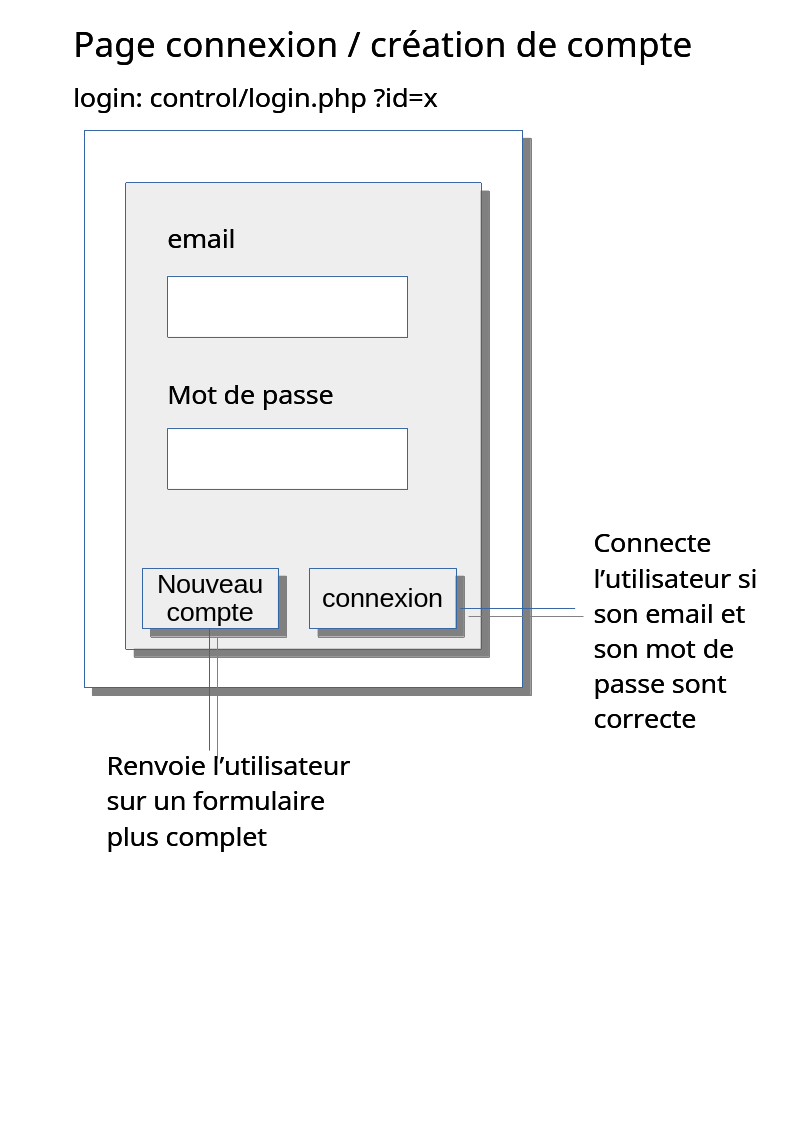 Page connexion / création de compte
login: control/login.php ?id=x
email
Mot de passe
Nouveau
compte
connexion
Connecte
l’utilisateur si
son email et
son mot de
passe sont
correcte
Renvoie l’utilisateur
sur un formulaire
plus complet